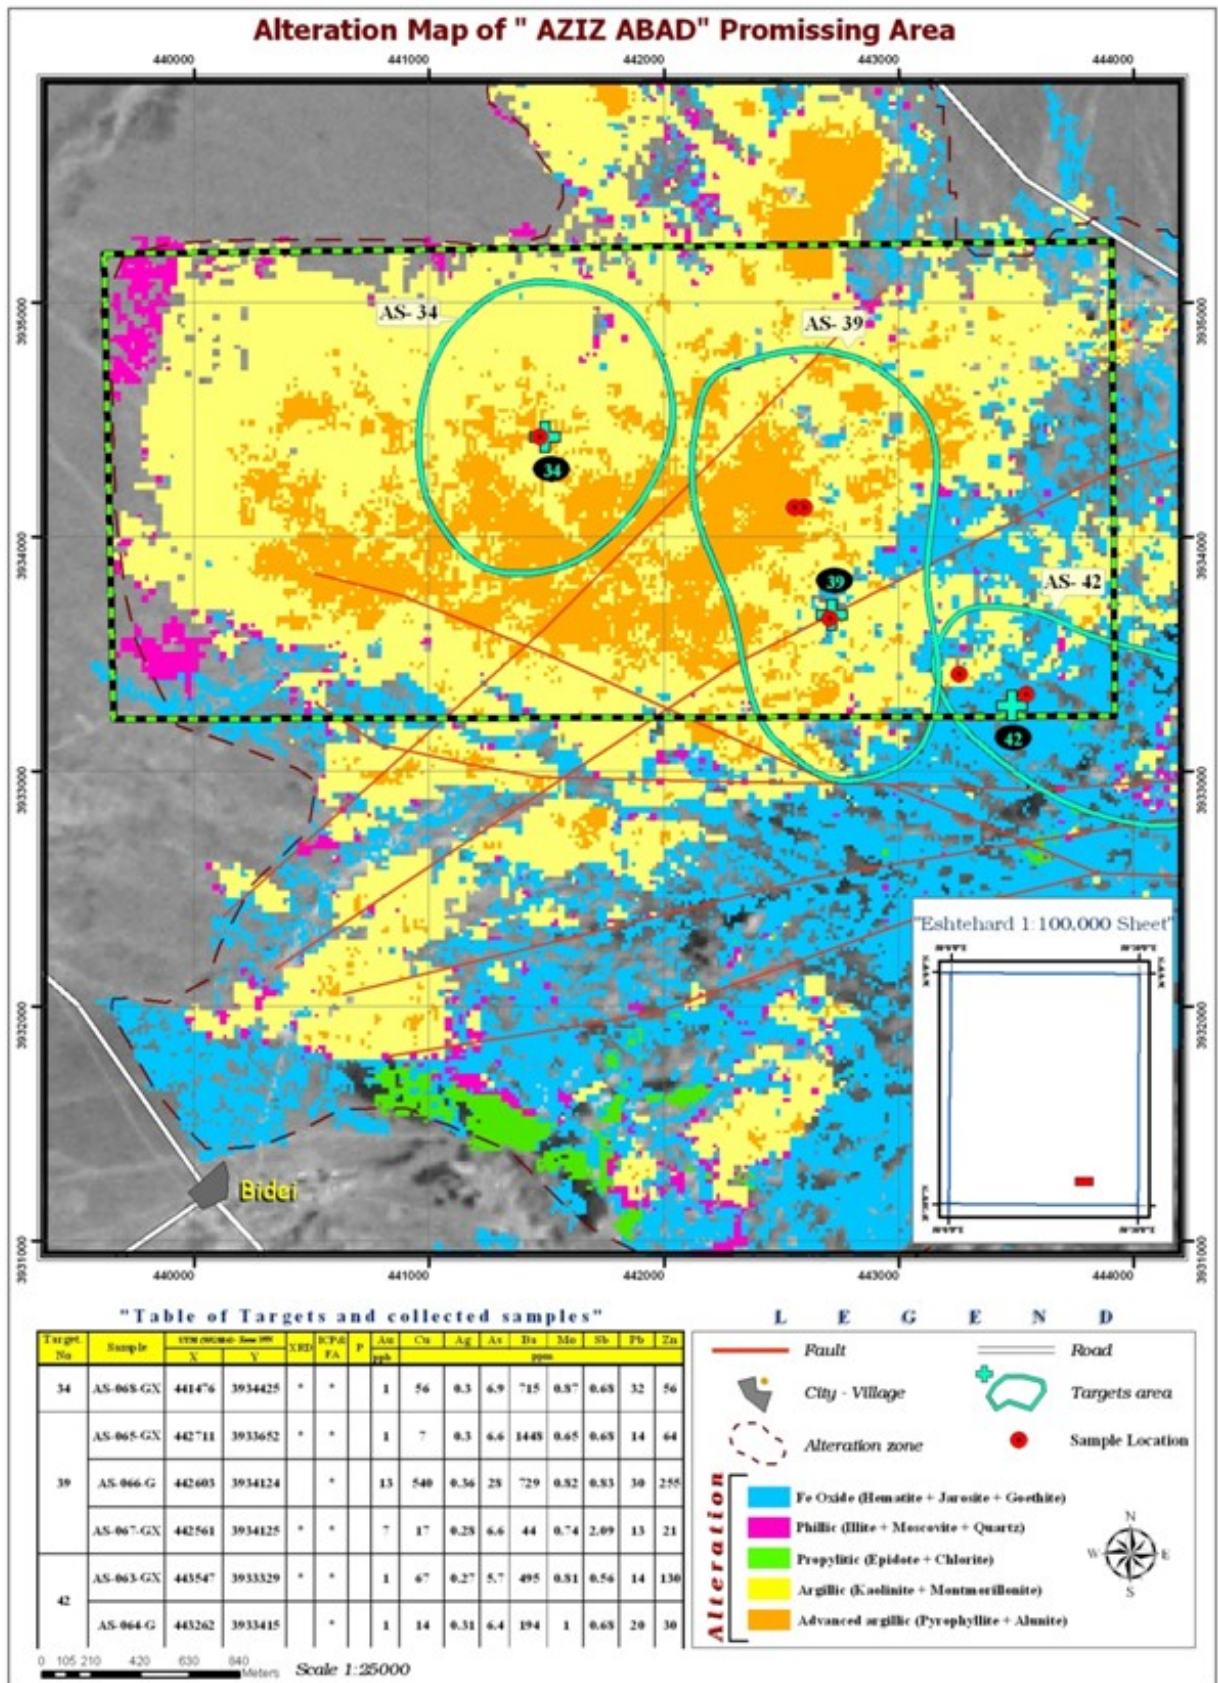 Alteration Map of " AZIZ ABAD" Promissing Area
440000 441000 442000 443000 444000
3935000 3935000
3934000 3934000
3933000 3933000
3932000 3932000
3931000 3931000
AS- 34
AS- 39
34
39
AS- 42
42
"Eshtehard 1:100,000 Sheet"
Bidei
440000 441000 442000 443000 444000
"Table of Targets and collected samples"
Target. No Sample X Y XRD ICP& FA P Au Cu Ag As Ba Mo Sb Pb Zn
ppb ppm
34 AS-068-GX 441476 3934425 * * 1 56 0.3 6.9 715 0.87 0.68 32 56
39
AS-065-GX 442711 3933652 * * 1 7 0.3 6.6 1448 0.65 0.68 14 64
AS-066-G 442603 3934124 * 13 540 0.36 28 729 0.82 0.83 30 255
AS-067-GX 442561 3934125 * * 7 17 0.28 6.6 44 0.74 2.09 13 21
42
AS-063-GX 443547 3933329 * * 1 67 0.27 5.7 495 0.81 0.56 14 130
AS-064-G 443262 3933415 * 1 14 0.31 6.4 194 1 0.68 20 30
0 105 210 420 630 840
Meters
Scale 1:25000
L E G E N D
Fault
Road
City - Village
Targets area
Alteration zone
Sample Location
Alteration
Fe Oxide (Hematite + Jarosite + Goethite)
Phillic (Illite + Moscovite + Quartz)
Propylitic (Epidote + Chlorite)
Argillic (Kaolinite + Montmorillonite)
Advanced argillic (Pyrophyllite + Alunite)
N
W E
S